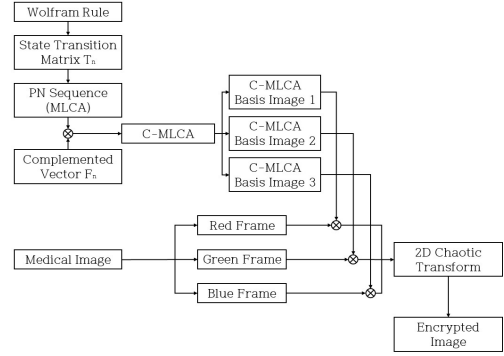 Wolfram Rule
State Transition
Matrix Tₙ
PN Sequence
(MLCA)
Complemented
Vector Fₙ
C-MLCA
C-MLCA
Basis Image 1
C-MLCA
Basis Image 2
C-MLCA
Basis Image 3
Medical Image
Red Frame
Green Frame
Blue Frame
2D Chaotic
Transform
Encrypted
Image